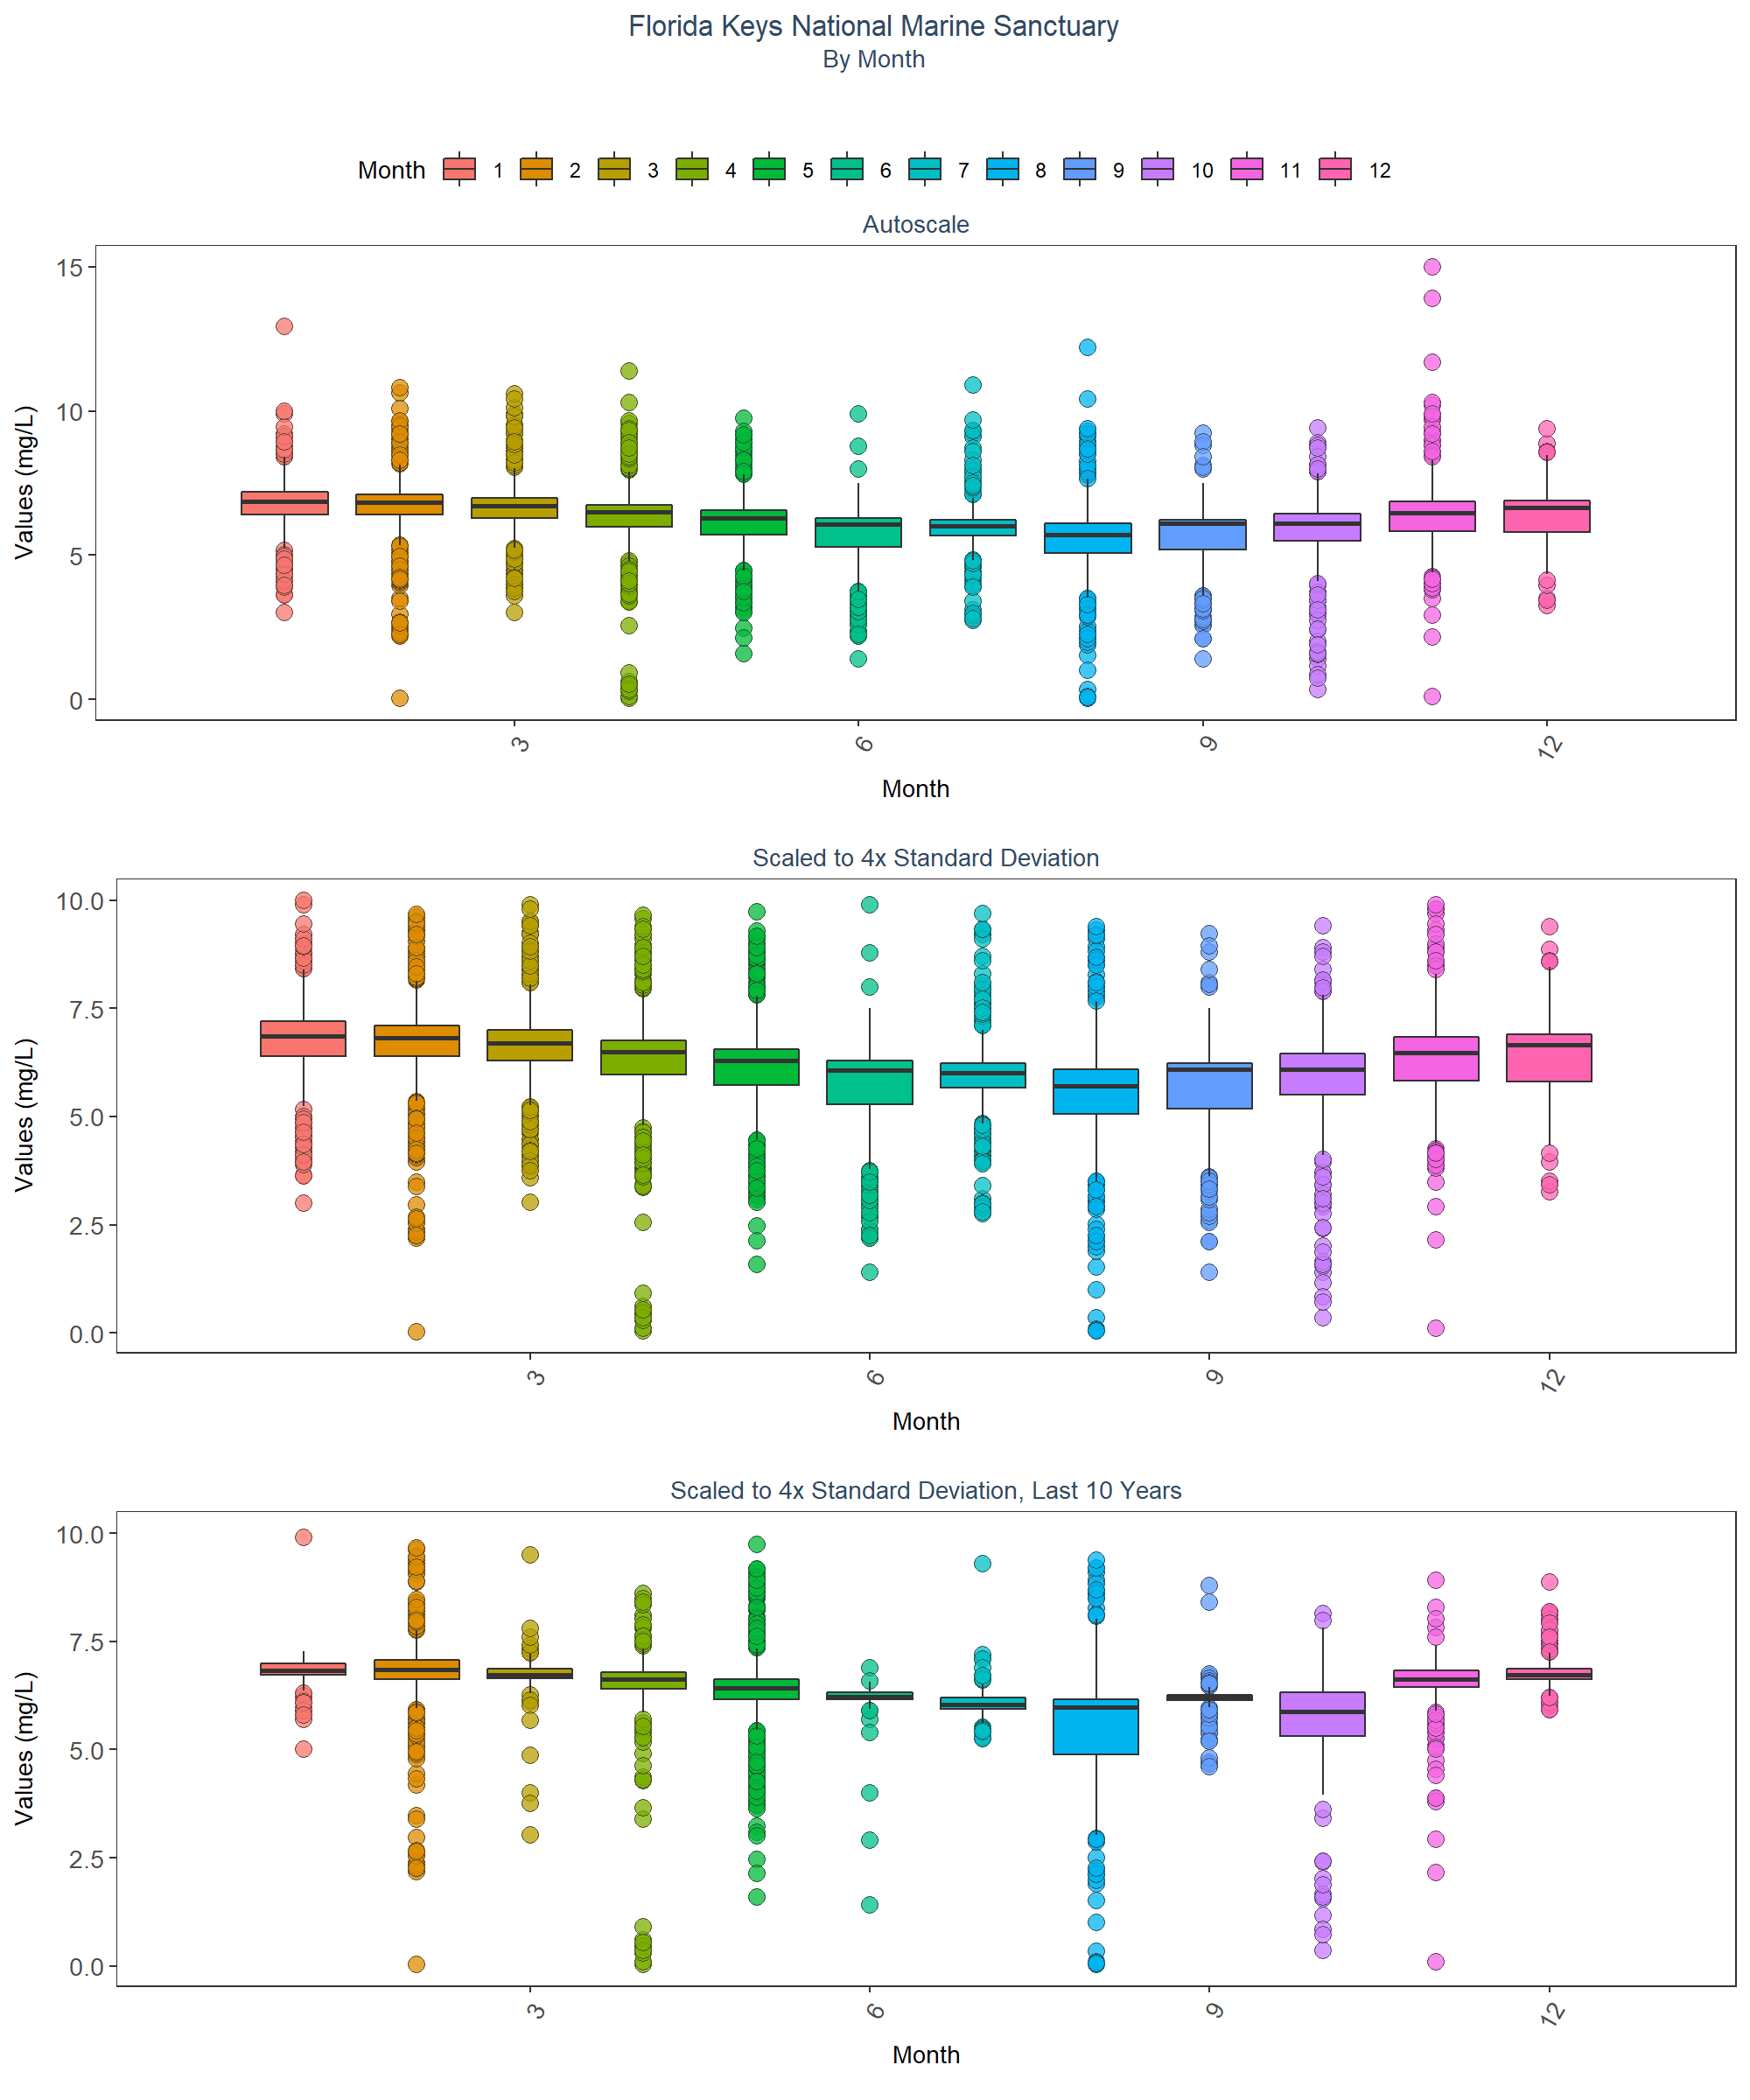 Florida Keys National Marine Sanctuary
By Month
Month 1 2 3 4 5 6 7 8 9 10 11 12
Autoscale
15
10
5
0
Values (mg/L)
3 6 9 12
Month
Scaled to 4x Standard Deviation
10.0
7.5
5.0
2.5
0.0
Values (mg/L)
3 6 9 12
Month
Scaled to 4x Standard Deviation, Last 10 Years
10.0
7.5
5.0
2.5
0.0
Values (mg/L)
3 6 9 12
Month